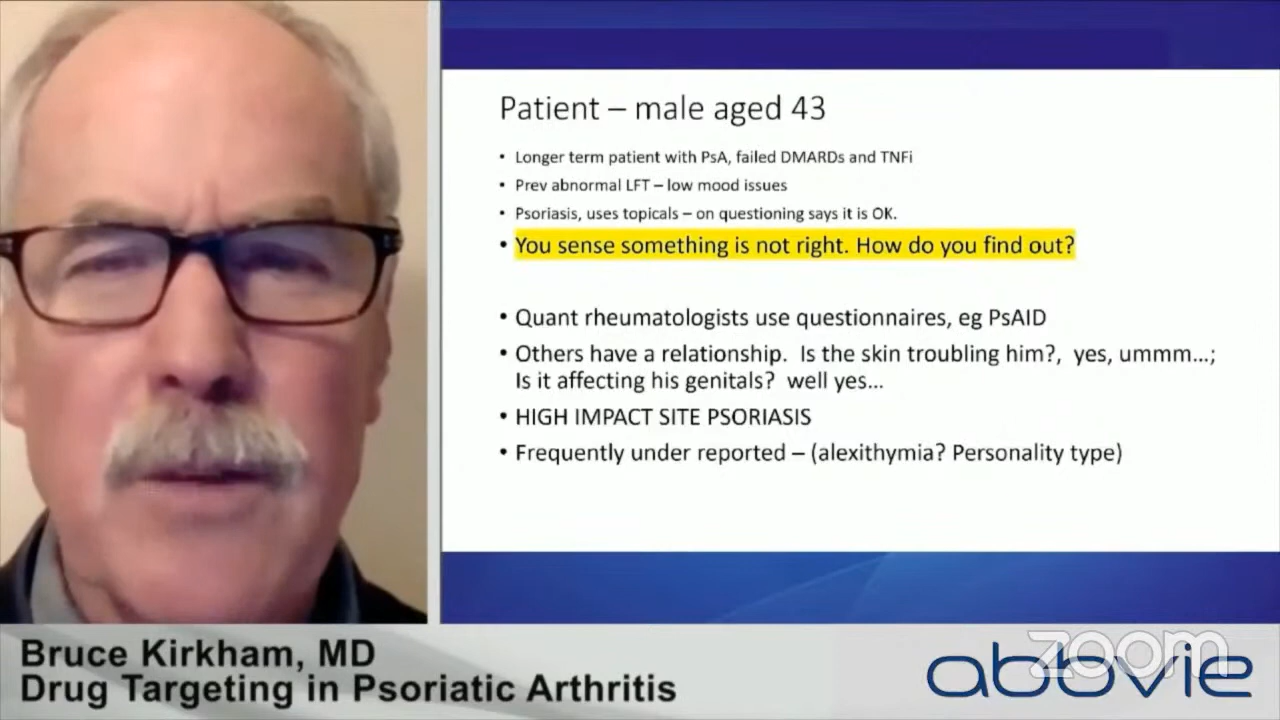 Patient – male aged 43
• Longer term patient with PsA, failed DMARDs and TNFi
• Prev abnormal LFT – low mood issues
• Psoriasis, uses topicals – on questioning says it is OK.
• You sense something is not right. How do you find out?
• Quant rheumatologists use questionnaires, eg PsAID
• Others have a relationship. Is the skin troubling him?, yes, ummm...;
Is it affecting his genitals? well yes...
• HIGH IMPACT SITE PSORIASIS
• Frequently under reported – (alexithymia? Personality type)
Bruce Kirkham, MD
Drug Targeting in Psoriatic Arthritis
zoom
abbvie